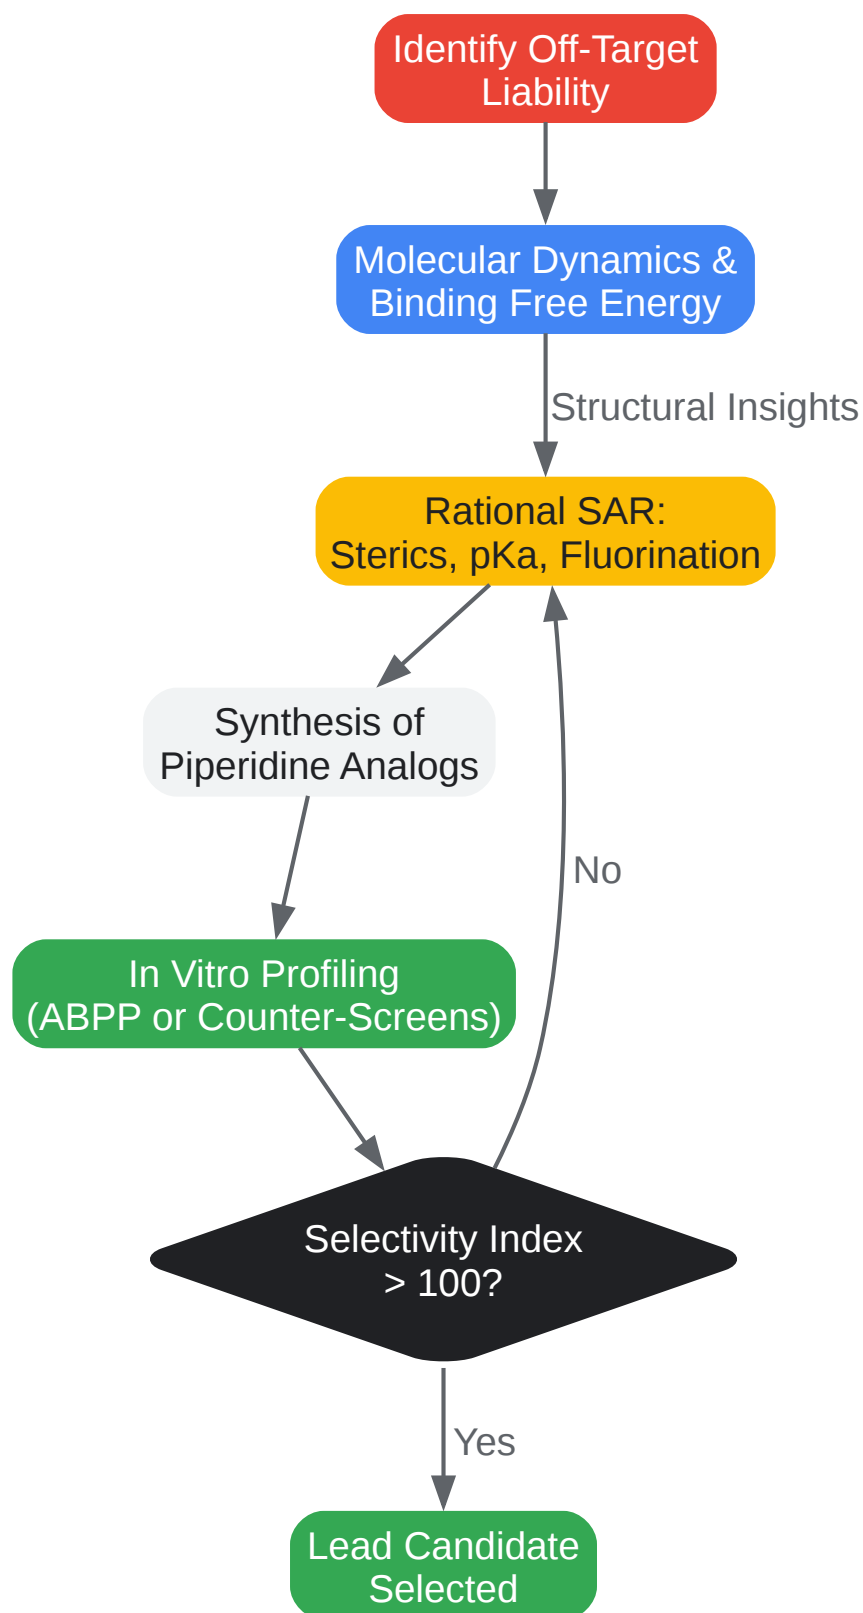 Identify Off-Target
Liability
Molecular Dynamics &
Binding Free Energy
Structural Insights
Rational SAR:
Sterics, pKa, Fluorination
Synthesis of
Piperidine Analogs
No
In Vitro Profiling
(ABPP or Counter-Screens)
Selectivity Index
> 100?
Yes
Lead Candidate
Selected